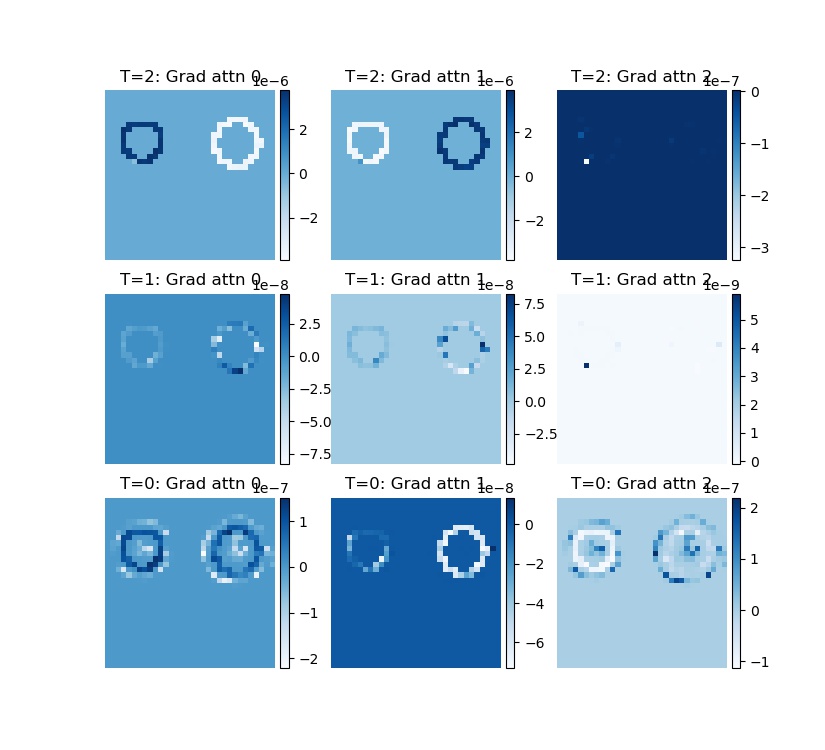 T=2: Grad attn 0
1e−6
2
0
−2
T=2: Grad attn 1
1e−6
2
0
−2
T=2: Grad attn 2
1e−7
0
−1
−2
−3
T=1: Grad attn 0
1e−8
2.5
0.0
−2.5
−5.0
−7.5
T=1: Grad attn 1
1e−8
7.5
5.0
2.5
0.0
−2.5
T=1: Grad attn 2
1e−9
5
4
3
2
1
0
T=0: Grad attn 0
1e−7
1
0
−1
−2
T=0: Grad attn 1
1e−8
0
−2
−4
−6
T=0: Grad attn 2
1e−7
2
1
0
−1